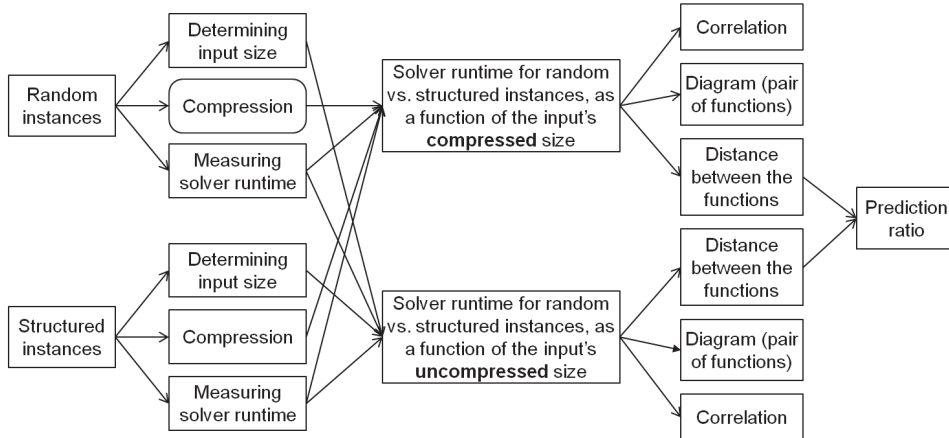 Random
instances
Determining
input size
Compression
Measuring
solver runtime
Structured
instances
Determining
input size
Compression
Measuring
solver runtime
Solver runtime for random
vs. structured instances, as
a function of the input's
compressed size
Solver runtime for random
vs. structured instances, as
a function of the input's
uncompressed size
Correlation
Diagram (pair
of functions)
Distance
between the
functions
Distance
between the
functions
Diagram (pair
of functions)
Correlation
Prediction
ratio